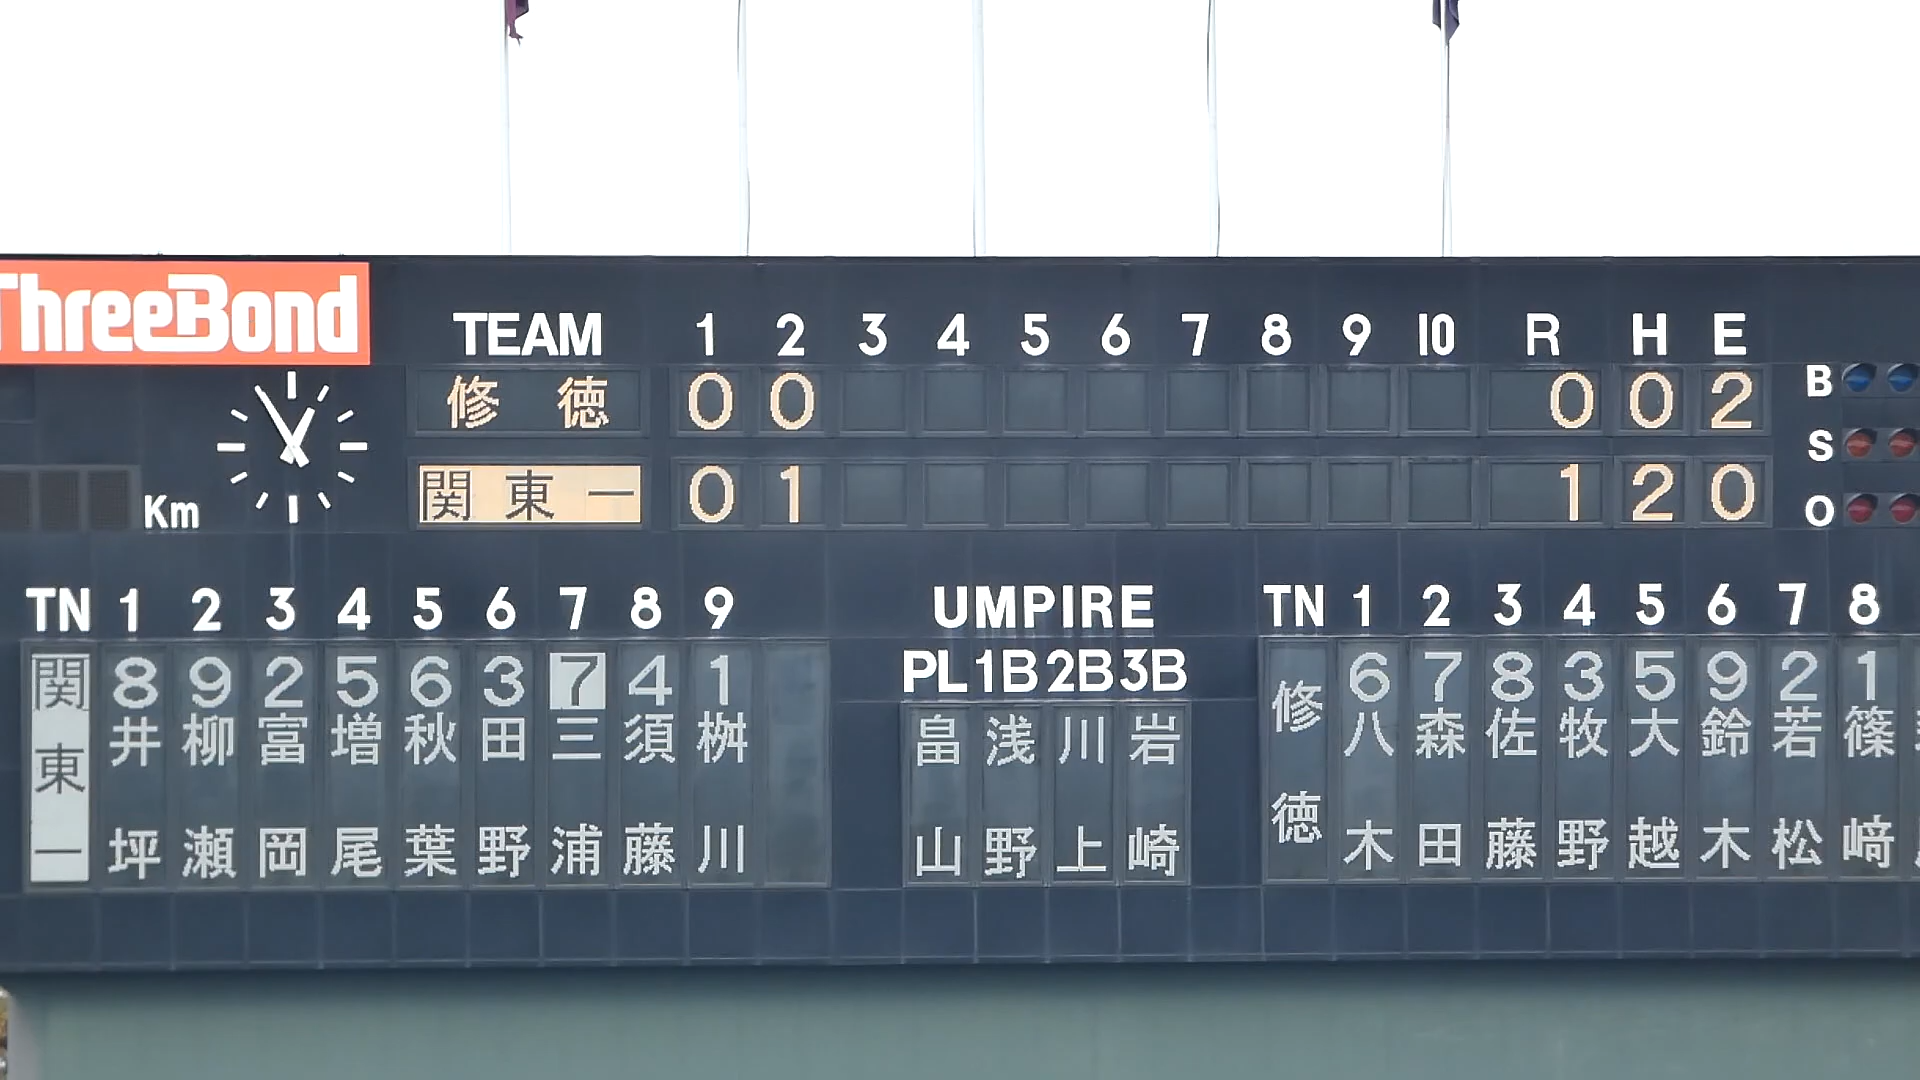 ThreeBond
TEAM 1 2 3 4 5 6 7 8 9 10 R H E
修徳 0 0 0 0 2
関東一 0 1 1 2 0
B
S
O
Km
TN 1 2 3 4 5 6 7 8 9
関東一
8 井坪
9 柳瀬
2 富岡
5 増尾
6 秋葉
3 田野
7 三浦
4 須藤
1 桝川
UMPIRE
PL 1B 2B 3B
畠山
浅野
川上
岩崎
TN 1 2 3 4 5 6 7 8
修徳
6 八木
7 森田
8 佐藤
3 牧野
5 大越
9 鈴木
2 若松
1 篠﨑